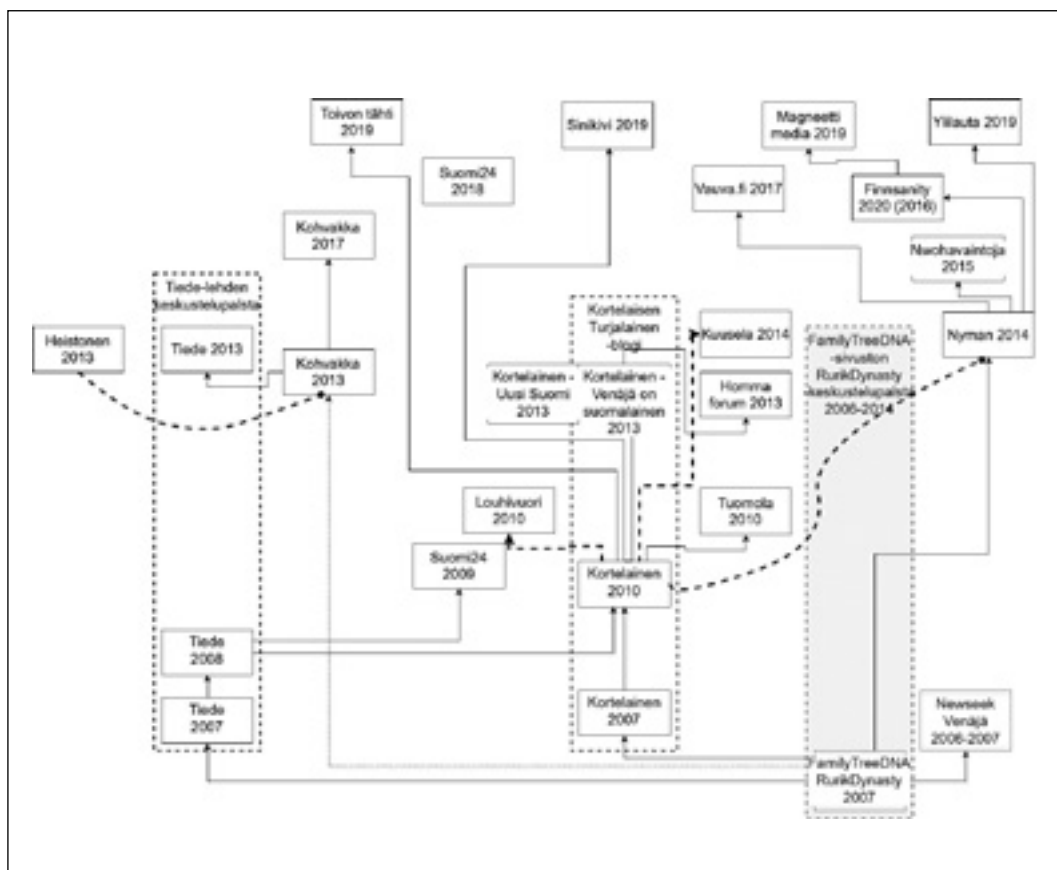 Toivon tähti
2019
Sinikivi 2019
Magneetti
media 2019
Ylilauta 2019
Suomi24
2018
Vauva.fi 2017
Finnsanity
2020 (2016)
Kohvakka
2017
Nwohavaintoja
2015
Tiede-lehden
keskustelupalsta
Kortelaisen
Turjalainen
-blogi
Heistonen
2013
Tiede 2013
Kohvakka
2013
Kuusela 2014
FamilyTreeDNA
-sivuston
RurikDynasty
keskustelupalsta
2006-2014
Nyman 2014
Kortelainen -
Uusi Suomi
2013
Kortelainen -
Venäjä on
suomalainen
2013
Homma
forum 2013
Louhivuori
2010
Tuomola
2010
Suomi24
2009
Kortelainen
2010
Tiede
2008
Tiede
2007
Kortelainen
2007
Newseek
Venäjä
2006-2007
FamilyTreeDNA
RurikDynasty
2007